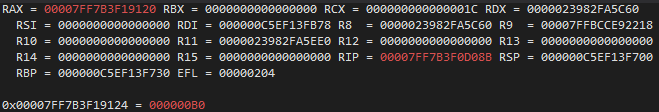 RAX = 00007FF7B3F19120 RBX = 0000000000000000 RCX = 000000000000001C RDX = 0000023982FA5C60
RSI = 0000000000000000 RDI = 000000C5EF13FB78 R8 = 0000023982FA5C60 R9 = 00007FFBCCE92218
R10 = 0000000000000000 R11 = 0000023982FA5EE0 R12 = 0000000000000000 R13 = 0000000000000000
R14 = 0000000000000000 R15 = 0000000000000000 RIP = 00007FF7B3F0D08B RSP = 000000C5EF13F700
RBP = 000000C5EF13F730 EFL = 00000204
0x00007FF7B3F19124 = 000000B0